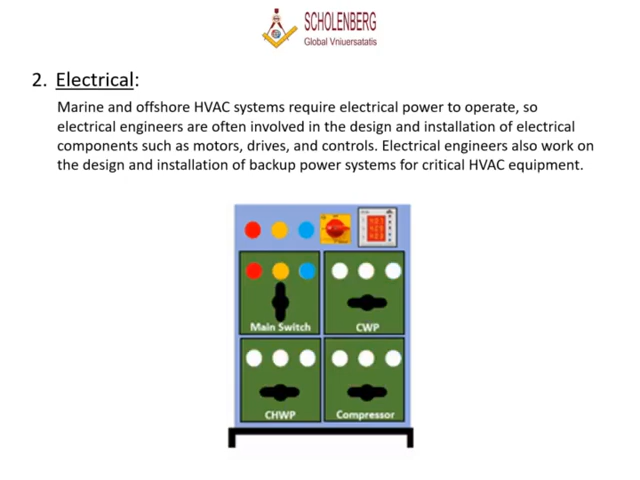 SCHOLENBERG
Global Vniuersatatis
2. Electrical:
Marine and offshore HVAC systems require electrical power to operate, so
electrical engineers are often involved in the design and installation of electrical
components such as motors, drives, and controls. Electrical engineers also work on
the design and installation of backup power systems for critical HVAC equipment.
Main Switch
CWP
CHWP
Compressor